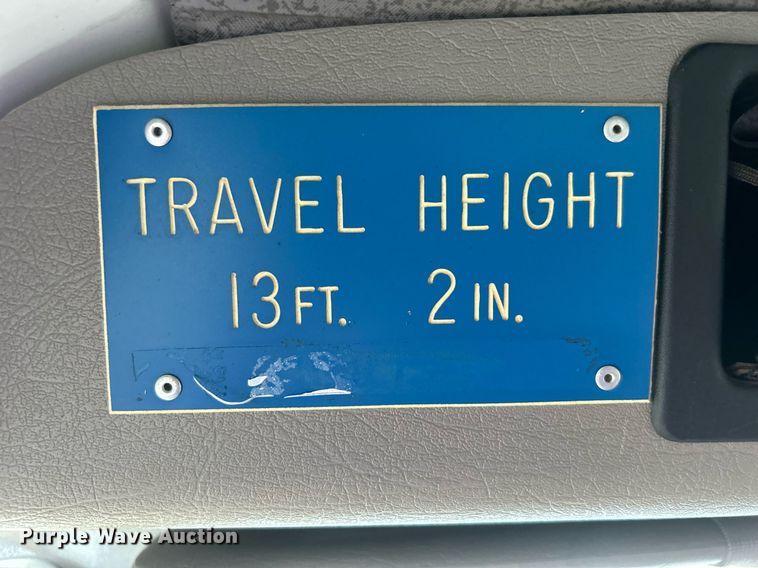 TRAVEL HEIGHT
13 FT. 2 IN.
Purple Wave Auction